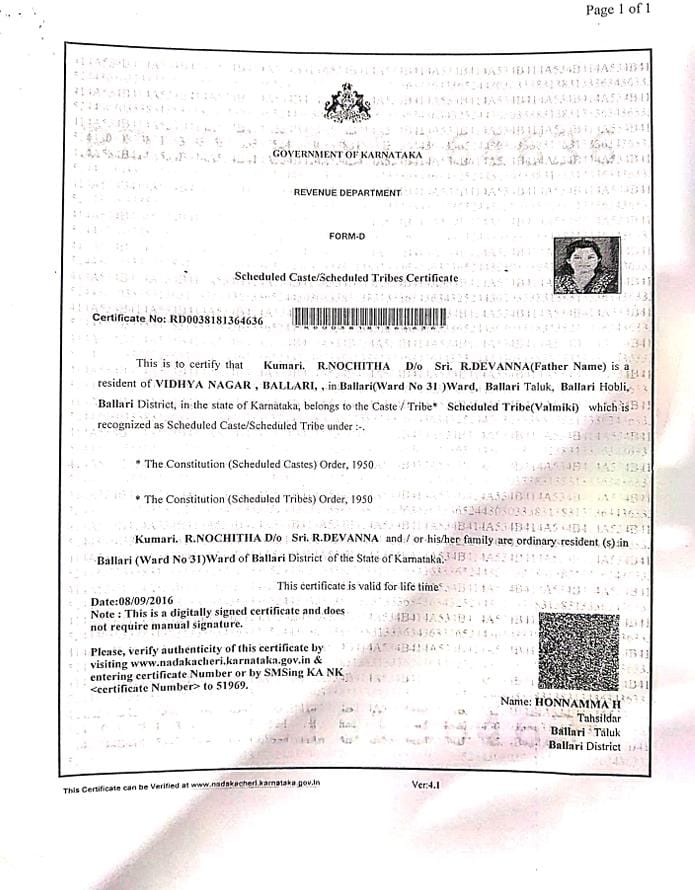 Page 1 of 1
GOVERNMENT OF KARNATAKA
REVENUE DEPARTMENT
FORM-D
Scheduled Caste/Scheduled Tribes Certificate
Certificate No: RD0038181364636
This is to certify that Kumari. R.NOCHITHA D/o Sri. R.DEVANNA(Father Name) is a
resident of VIDHYA NAGAR , BALLARI, , in Ballari(Ward No 31 )Ward, Ballari Taluk, Ballari Hobli,
Ballari District, in the state of Karnataka, belongs to the Caste / Tribe* Scheduled Tribe(Valmiki) which is
recognized as Scheduled Caste/Scheduled Tribe under :-.
* The Constitution (Scheduled Castes) Order, 1950
* The Constitution (Scheduled Tribes) Order, 1950
Kumari. R.NOCHITHA D/o Sri. R.DEVANNA and / or his/her family are ordinary resident (s) in
Ballari (Ward No 31)Ward of Ballari District of the State of Karnataka.
This certificate is valid for life time
Date:08/09/2016
Note : This is a digitally signed certificate and does
not require manual signature.
Please, verify authenticity of this certificate by
visiting www.nadakacheri.karnataka.gov.in &
entering certificate Number or by SMSing KA NK
<certificate Number> to 51969.
Name: HONNAMMA H
Tahsildar
Ballari Taluk
Ballari District
This Certificate can be Verified at www.nadakacheri.karnataka.gov.in
Ver:4.1